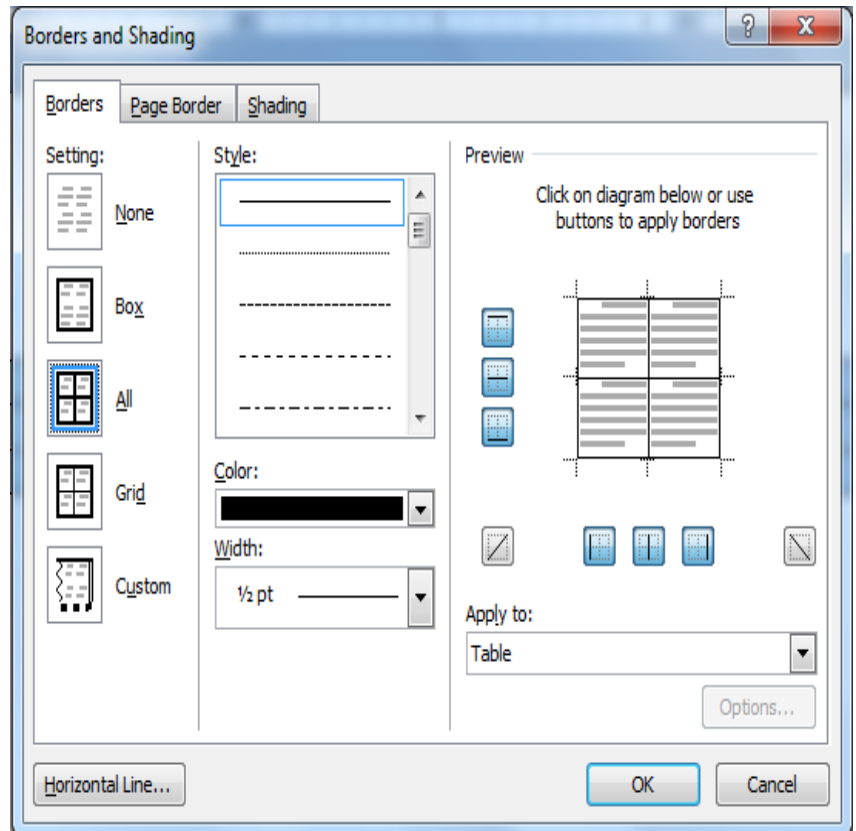 Borders and Shading
Borders
Page Border
Shading
Setting:
None
Box
All
Grid
Custom
Style:
Color:
Width:
½ pt
Preview
Click on diagram below or use
buttons to apply borders
Apply to:
Table
Options...
Horizontal Line...
OK
Cancel